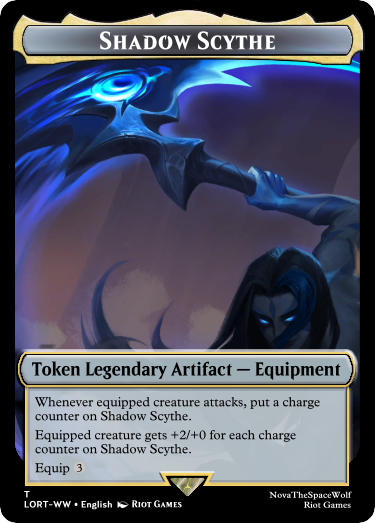 Shadow Scythe
Token Legendary Artifact — Equipment
Whenever equipped creature attacks, put a charge
counter on Shadow Scythe.
Equipped creature gets +2/+0 for each charge
counter on Shadow Scythe.
Equip 3
T
LORT-WW • English Riot Games
NovaTheSpaceWolf
Riot Games